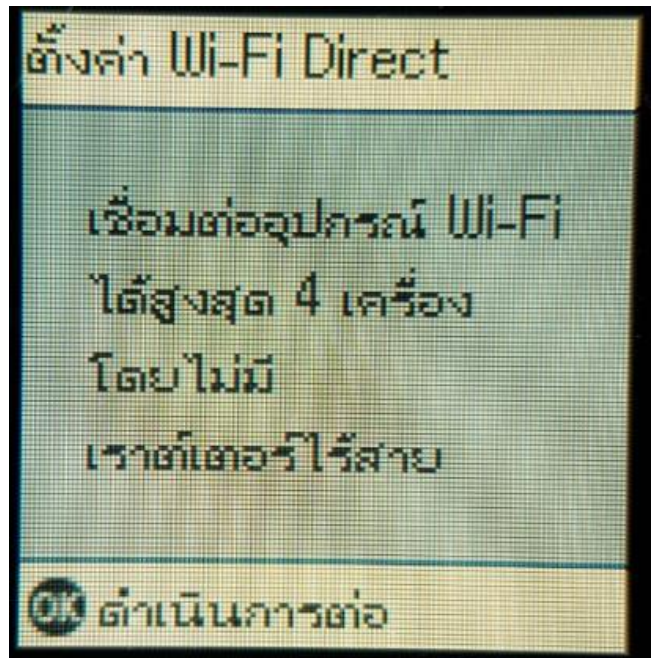 ตั้งค่า Wi-Fi Direct
เชื่อมต่ออุปกรณ์ Wi-Fi
ได้สูงสุด 4 เครื่อง
โดยไม่มี
เราต์เตอร์ไร้สาย
OK ดำเนินการต่อ